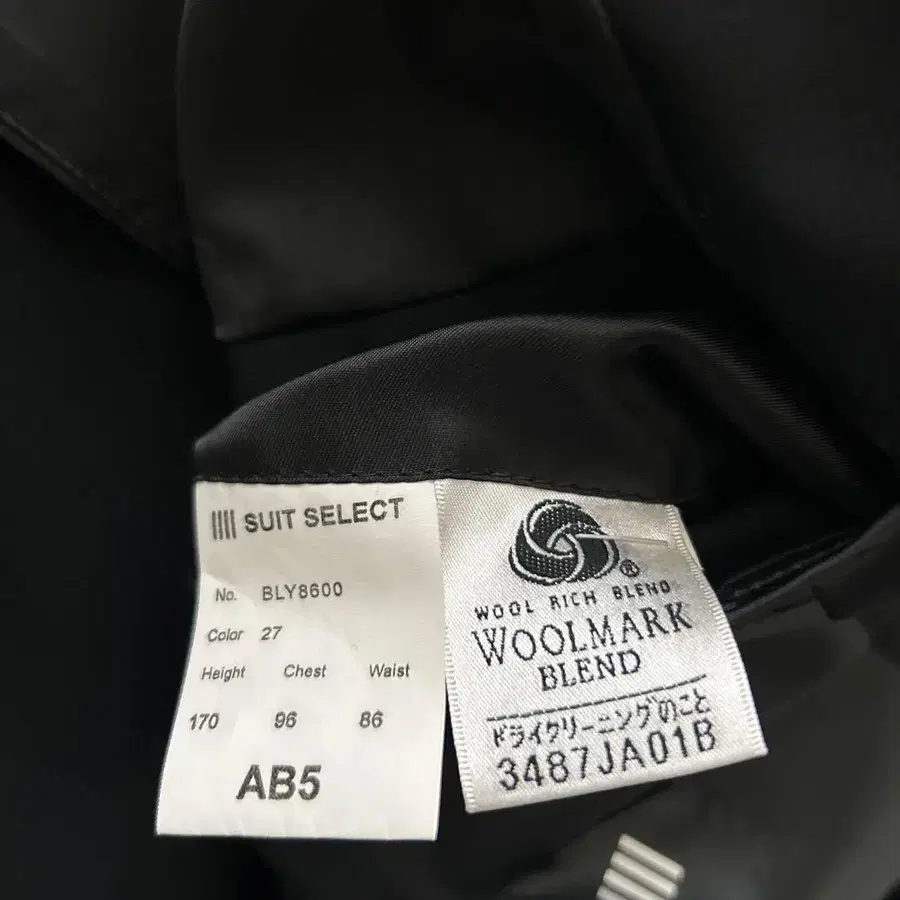 SUIT SELECT
No. BLY8600
Color 27
Height Chest Waist
170 96 86
AB5
®
WOOL RICH BLEND
WOOLMARK
BLEND
ドライクリーニングのこと
3487JA01B